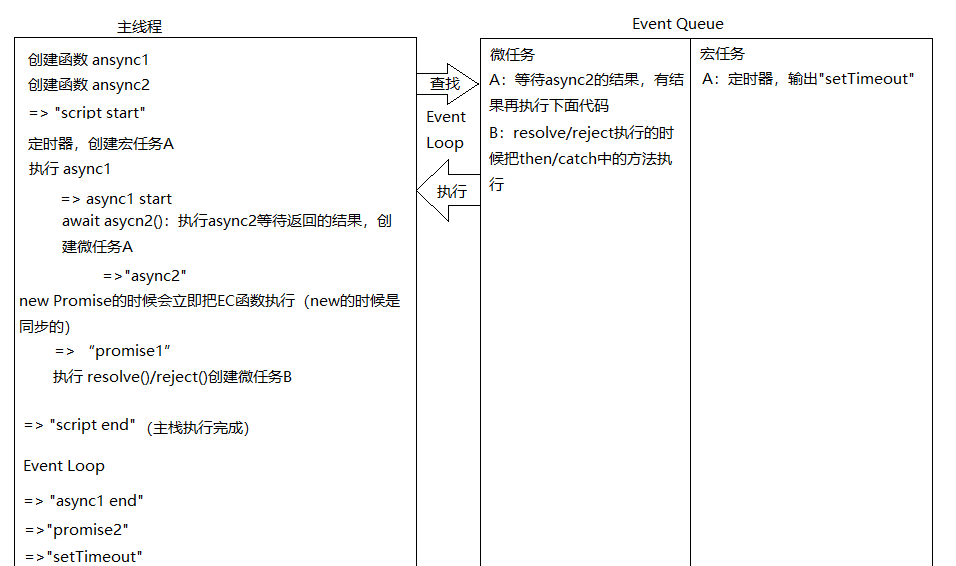 主线程
创建函数 ansync1
创建函数 ansync2
=> "script start"
定时器，创建宏任务A
执行 async1
=> async1 start
await asycn2()：执行async2等待返回的结果，创
建微任务A
=>"async2"
new Promise的时候会立即把EC函数执行（new的时候是
同步的）
=> “promise1”
执行 resolve()/reject()创建微任务B
=> "script end"（主栈执行完成）
Event Loop
=> "async1 end"
=>"promise2"
=>"setTimeout"
查找
Event
Loop
执行
Event Queue
微任务
A：等待async2的结果，有结
果再执行下面代码
B：resolve/reject执行的时
候把then/catch中的方法执
行
宏任务
A：定时器，输出"setTimeout"